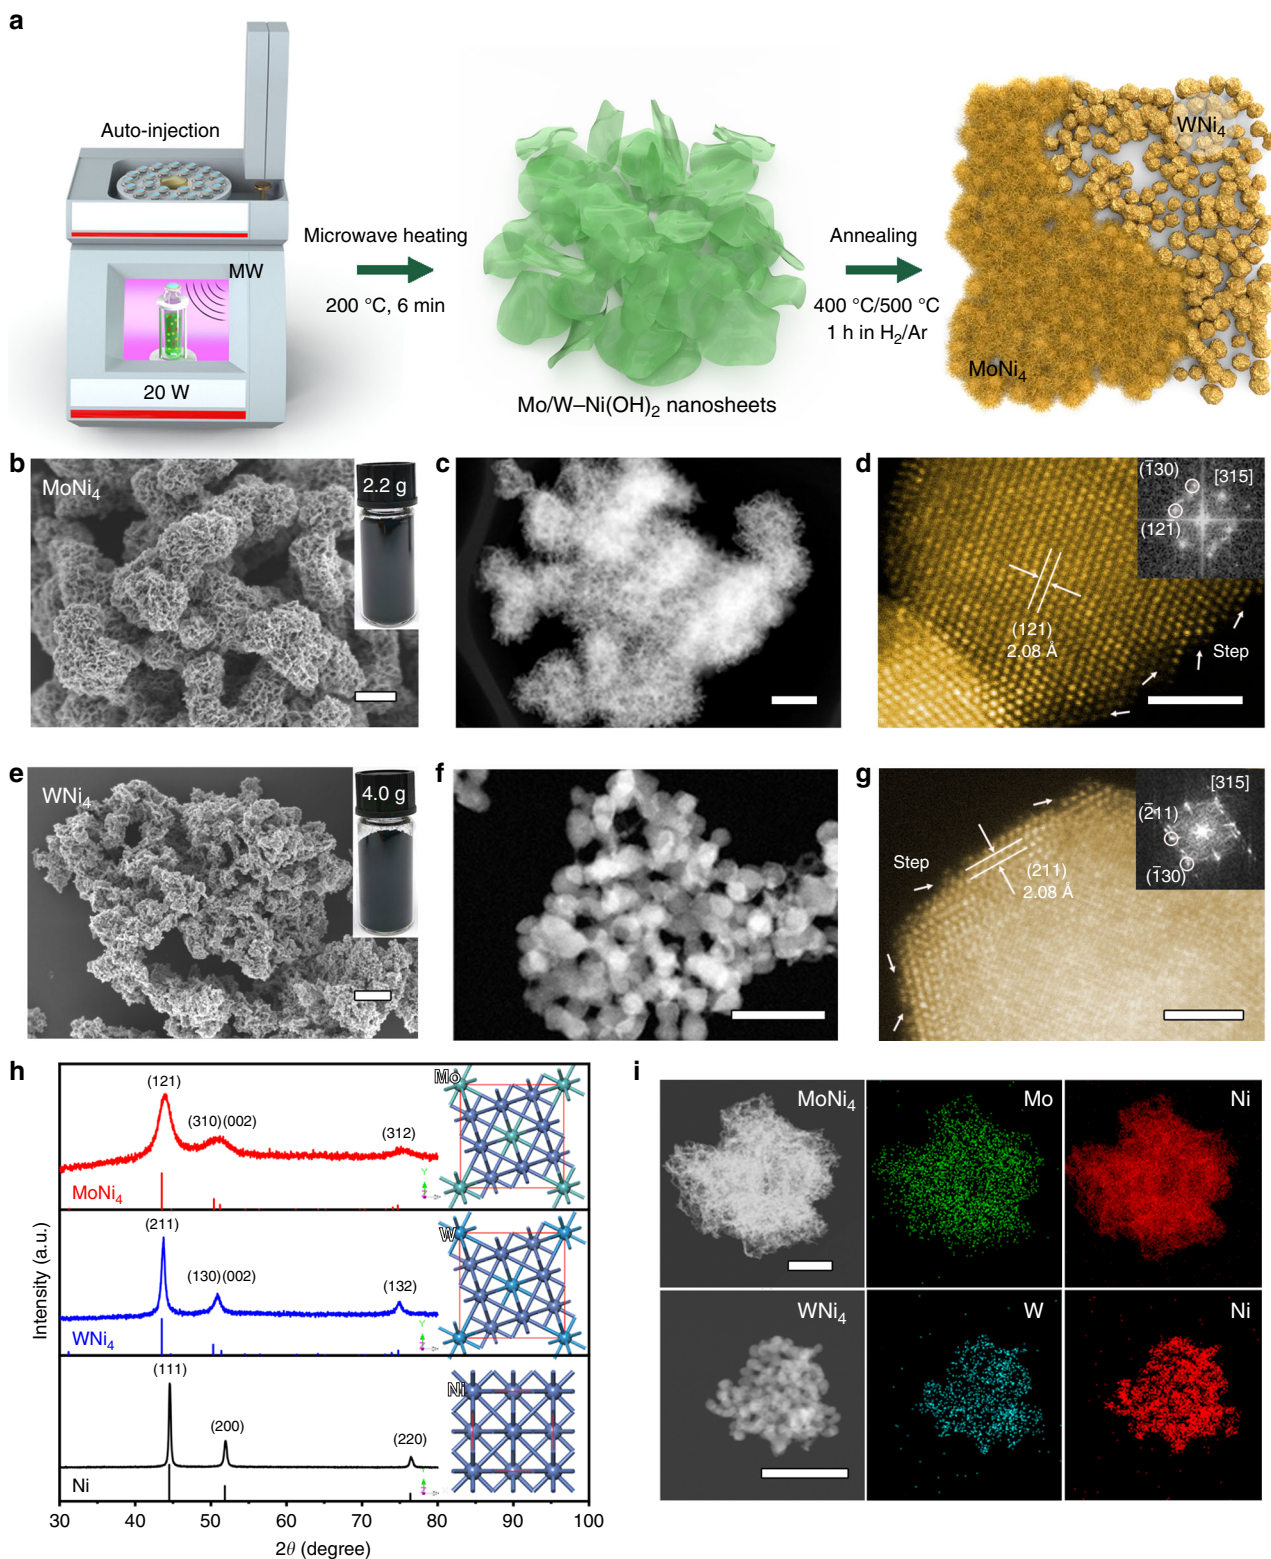 a
Auto-injection
MW
20 W
Microwave heating
200 °C, 6 min
Mo/W–Ni(OH)₂ nanosheets
Annealing
400 °C/500 °C
1 h in H₂/Ar
WNi₄
MoNi₄
b
MoNi₄
2.2 g
c
d
(1̄30)
[315]
(121)
(121)
2.08 Å
Step
e
WNi₄
4.0 g
f
g
[315]
(2̄11)
(1̄30)
Step
(211)
2.08 Å
h
Intensity (a.u.)
(121)
(310)(002)
(312)
MoNi₄
Mo
Y
Z
(211)
(130)(002)
(132)
WNi₄
W
Y
Z
(111)
(200)
(220)
Ni
Ni
Z
30 40 50 60 70 80 90 100
2θ (degree)
i
MoNi₄
Mo
Ni
WNi₄
W
Ni